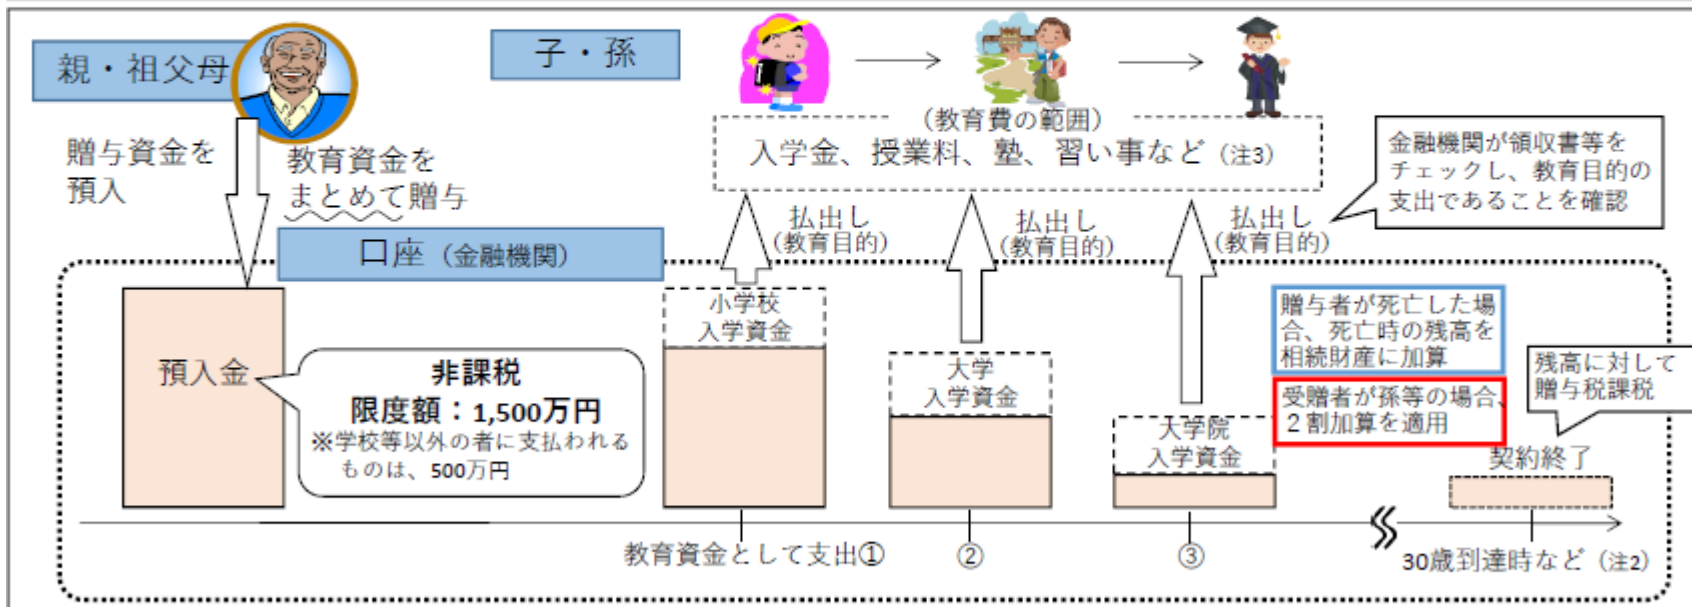 親・祖父母
子・孫
贈与資金を
預入
教育資金を
まとめて贈与
(教育費の範囲)
入学金、授業料、塾、習い事など (注3)
金融機関が領収書等を
チェックし、教育目的の
支出であることを確認
払出し
(教育目的)
払出し
(教育目的)
払出し
(教育目的)
口座 (金融機関)
預入金
非課税
限度額:1,500万円
※学校等以外の者に支払われる
ものは、500万円
小学校
入学資金
大学
入学資金
大学院
入学資金
贈与者が死亡した場
合、死亡時の残高を
相続財産に加算
受贈者が孫等の場合、
2割加算を適用
残高に対して
贈与税課税
契約終了
教育資金として支出①
②
③
30歳到達時など (注2)